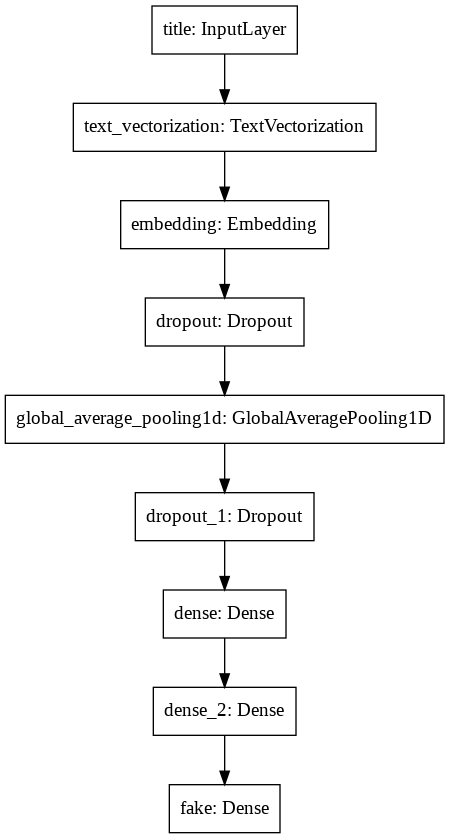 title: InputLayer
text_vectorization: TextVectorization
embedding: Embedding
dropout: Dropout
global_average_pooling1d: GlobalAveragePooling1D
dropout_1: Dropout
dense: Dense
dense_2: Dense
fake: Dense